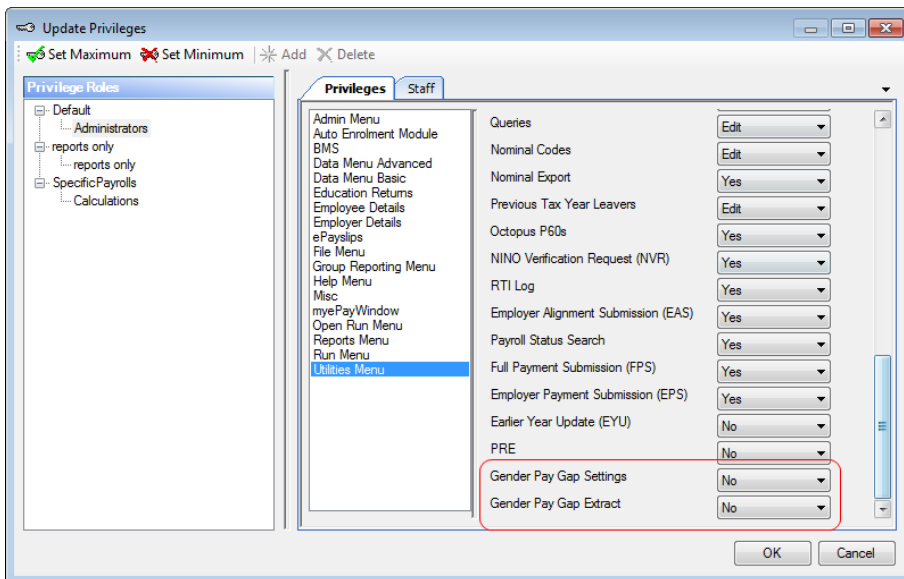 Update Privileges
Set Maximum Set Minimum Add Delete
Privilege Roles
Default
Administrators
reports only
reports only
SpecificPayrolls
Calculations
Privileges Staff
Admin Menu
Auto Enrolment Module
BMS
Data Menu Advanced
Data Menu Basic
Education Returns
Employee Details
Employer Details
ePayslips
File Menu
Group Reporting Menu
Help Menu
Misc
myePayWindow
Open Run Menu
Reports Menu
Run Menu
Utilities Menu
Queries Edit
Nominal Codes Edit
Nominal Export Yes
Previous Tax Year Leavers Edit
Octopus P60s Yes
NINO Verification Request (NVR) Yes
RTI Log Yes
Employer Alignment Submission (EAS) Yes
Payroll Status Search Yes
Full Payment Submission (FPS) Yes
Employer Payment Submission (EPS) Yes
Earlier Year Update (EYU) No
PRE No
Gender Pay Gap Settings No
Gender Pay Gap Extract No
OK Cancel